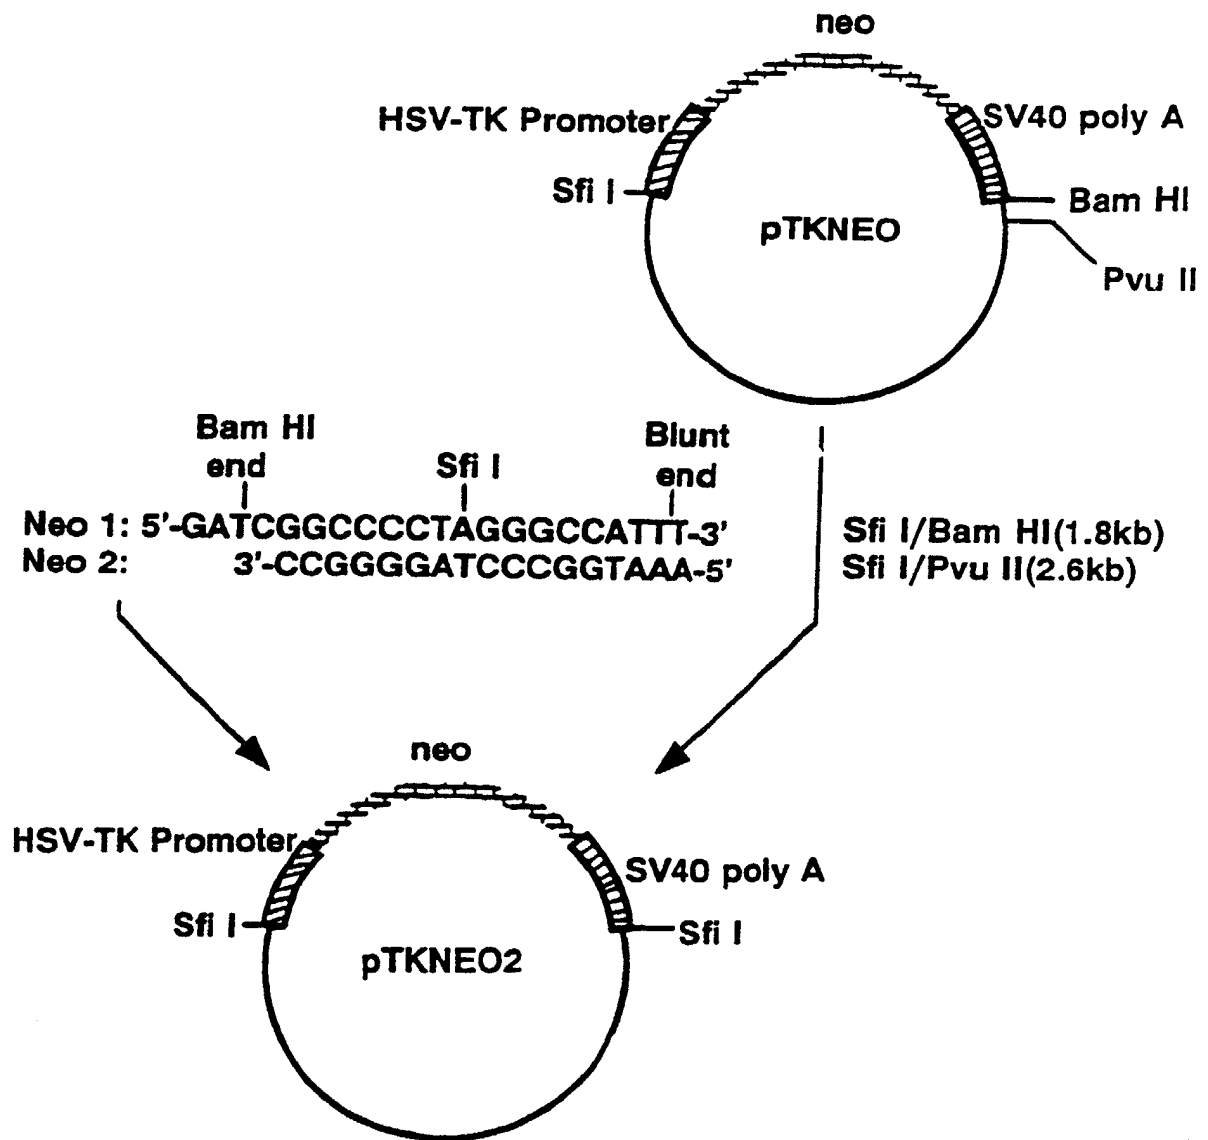 neo
HSV-TK Promoter
SV40 poly A
Sfi I
Bam HI
pTKNEO
Pvu II
Bam HI
end
Sfi I
Blunt
end
Neo 1: 5'-GATCGGCCCCTAGGGCCATTT-3'
Neo 2: 3'-CCGGGGATCCCGGTAAA-5'
Sfi I/Bam HI(1.8kb)
Sfi I/Pvu II(2.6kb)
neo
HSV-TK Promoter
SV40 poly A
Sfi I
Sfi I
pTKNEO2